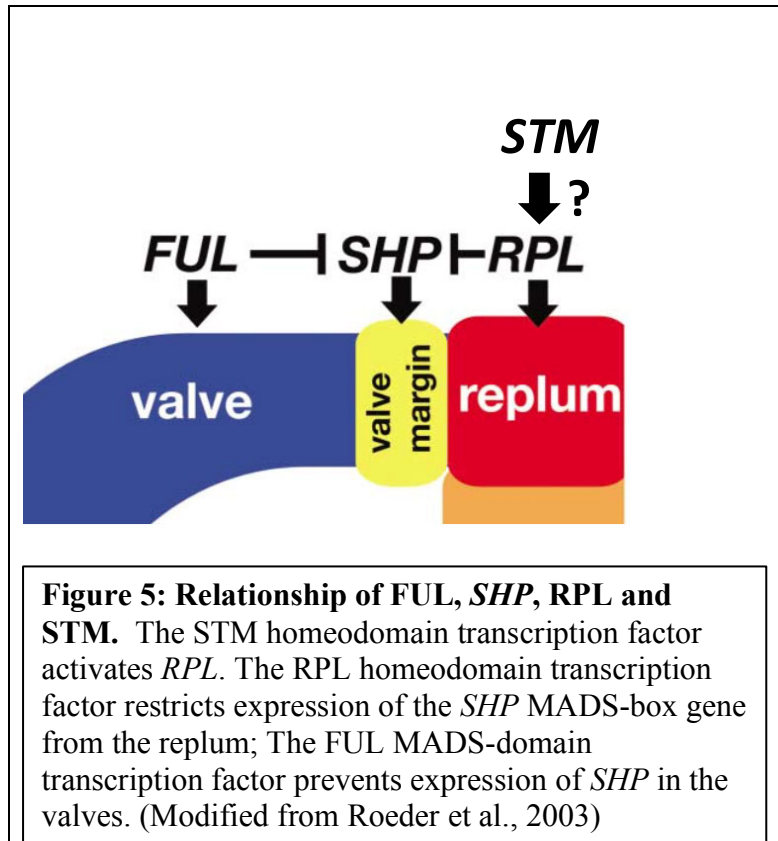 STM
?
FUL SHP RPL
valve
valve margin
replum
Figure 5: Relationship of FUL, SHP, RPL and
STM. The STM homeodomain transcription factor
activates RPL. The RPL homeodomain transcription
factor restricts expression of the SHP MADS-box gene
from the replum; The FUL MADS-domain
transcription factor prevents expression of SHP in the
valves. (Modified from Roeder et al., 2003)